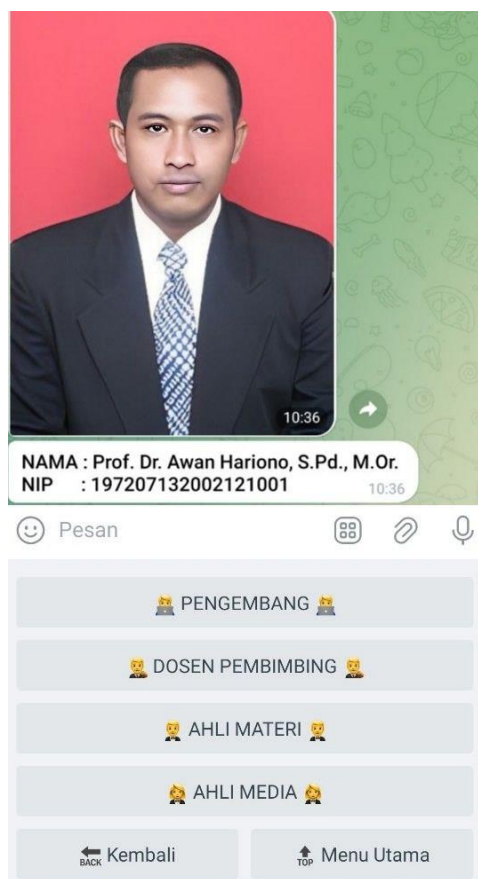 10:36
NAMA : Prof. Dr. Awan Hariono, S.Pd., M.Or.
NIP : 197207132002121001
10:36
Pesan
PENGEMBANG
DOSEN PEMBIMBING
AHLI MATERI
AHLI MEDIA
BACK Kembali
TOP Menu Utama